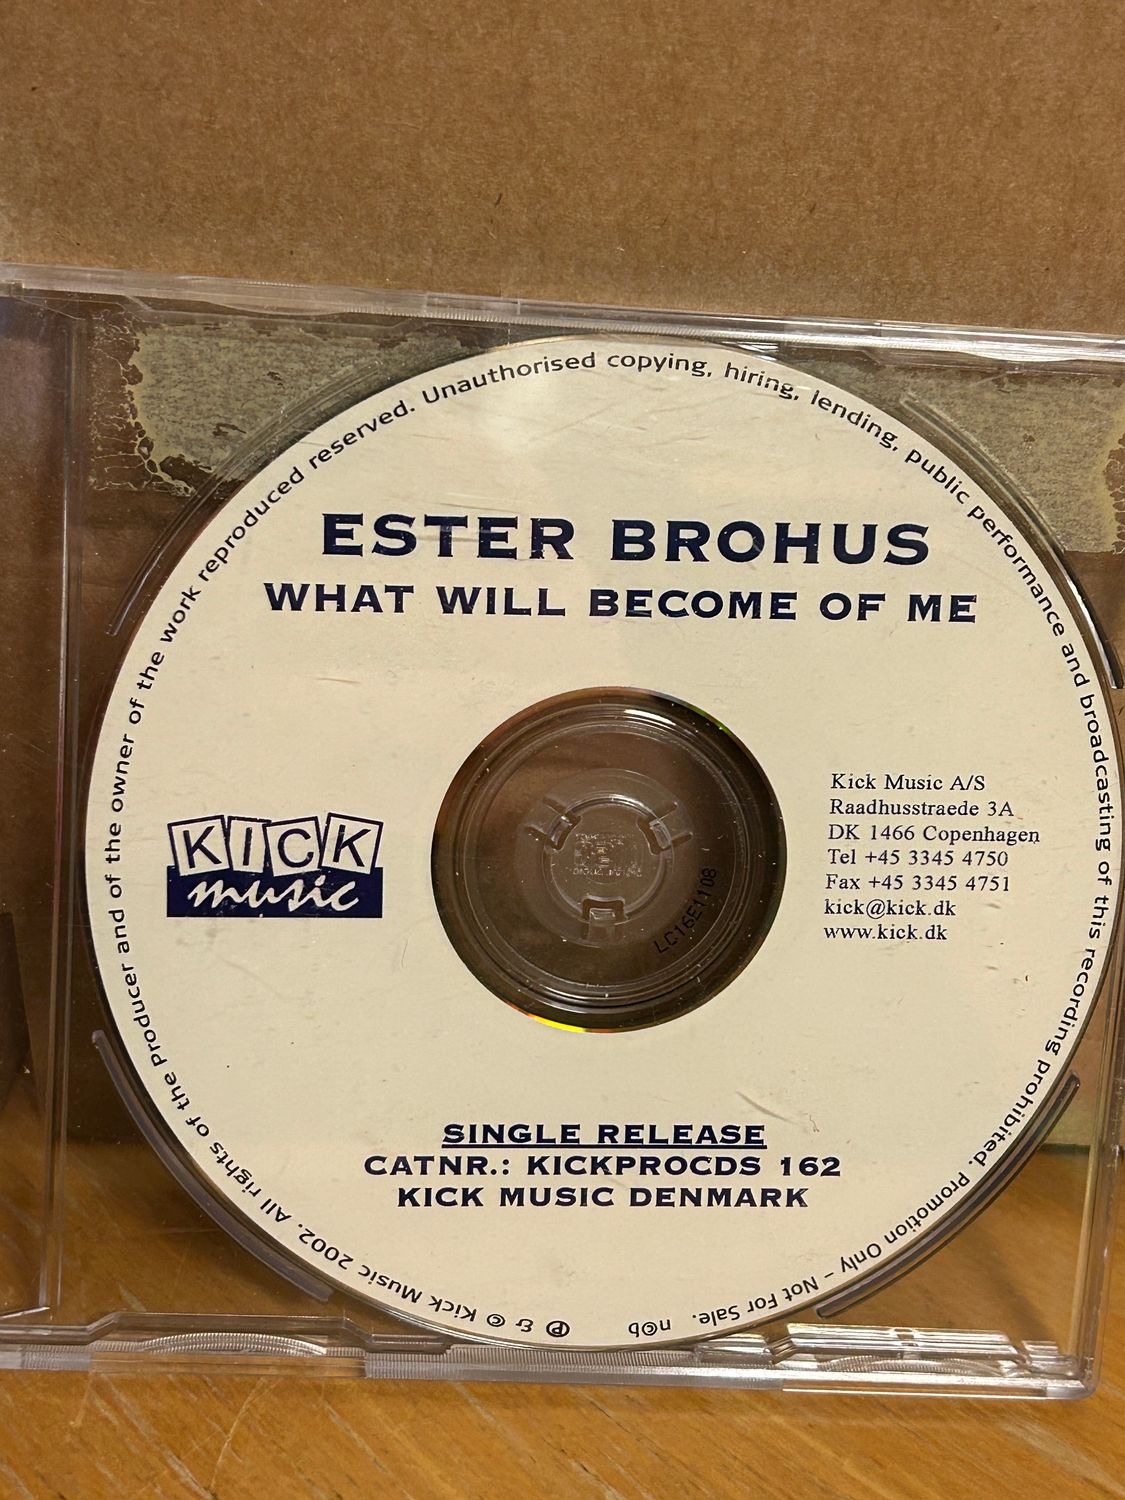 ESTER BROHUS
WHAT WILL BECOME OF ME
KICK
music
Kick Music A/S
Raadhusstraede 3A
DK 1466 Copenhagen
Tel +45 3345 4750
Fax +45 3345 4751
kick@kick.dk
www.kick.dk
LC16E1108
SINGLE RELEASE
CATNR.: KICKPROCDS 162
KICK MUSIC DENMARK
℗ & © Kick Music 2002. All rights of the Producer and of the owner of the work reproduced reserved. Unauthorised copying, hiring, lending, public performance and broadcasting of this recording prohibited. Promotion Only – Not For Sale.
n©b